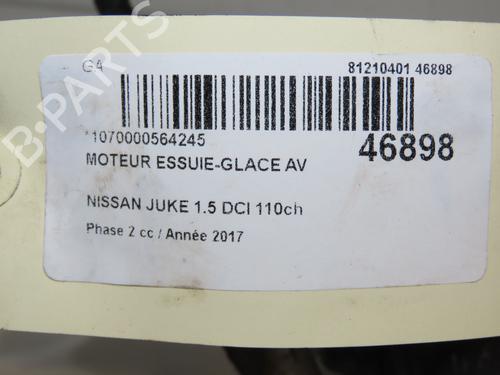 GA 81210401 46898
*1070000564245 46898
MOTEUR ESSUIE-GLACE AV
NISSAN JUKE 1.5 DCI 110ch
Phase 2 cc / Année 2017
B-PARTS